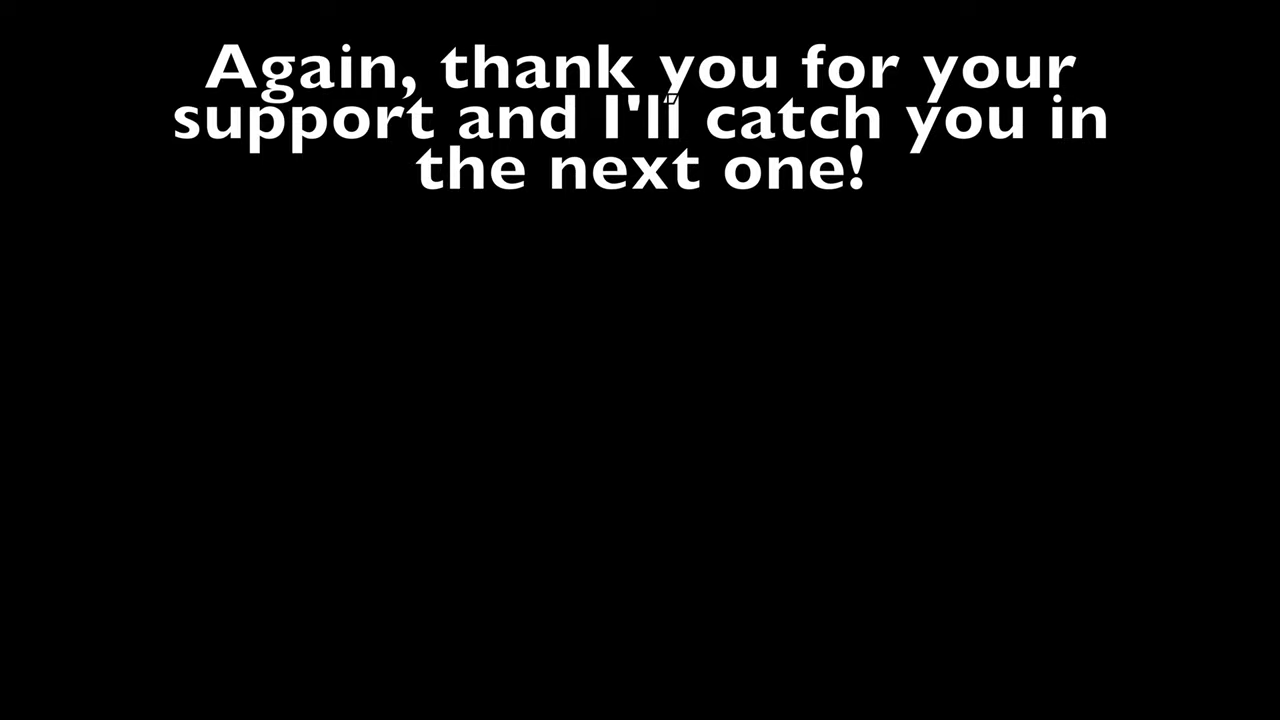 Again, thank you for your
support and I'll catch you in
the next one!